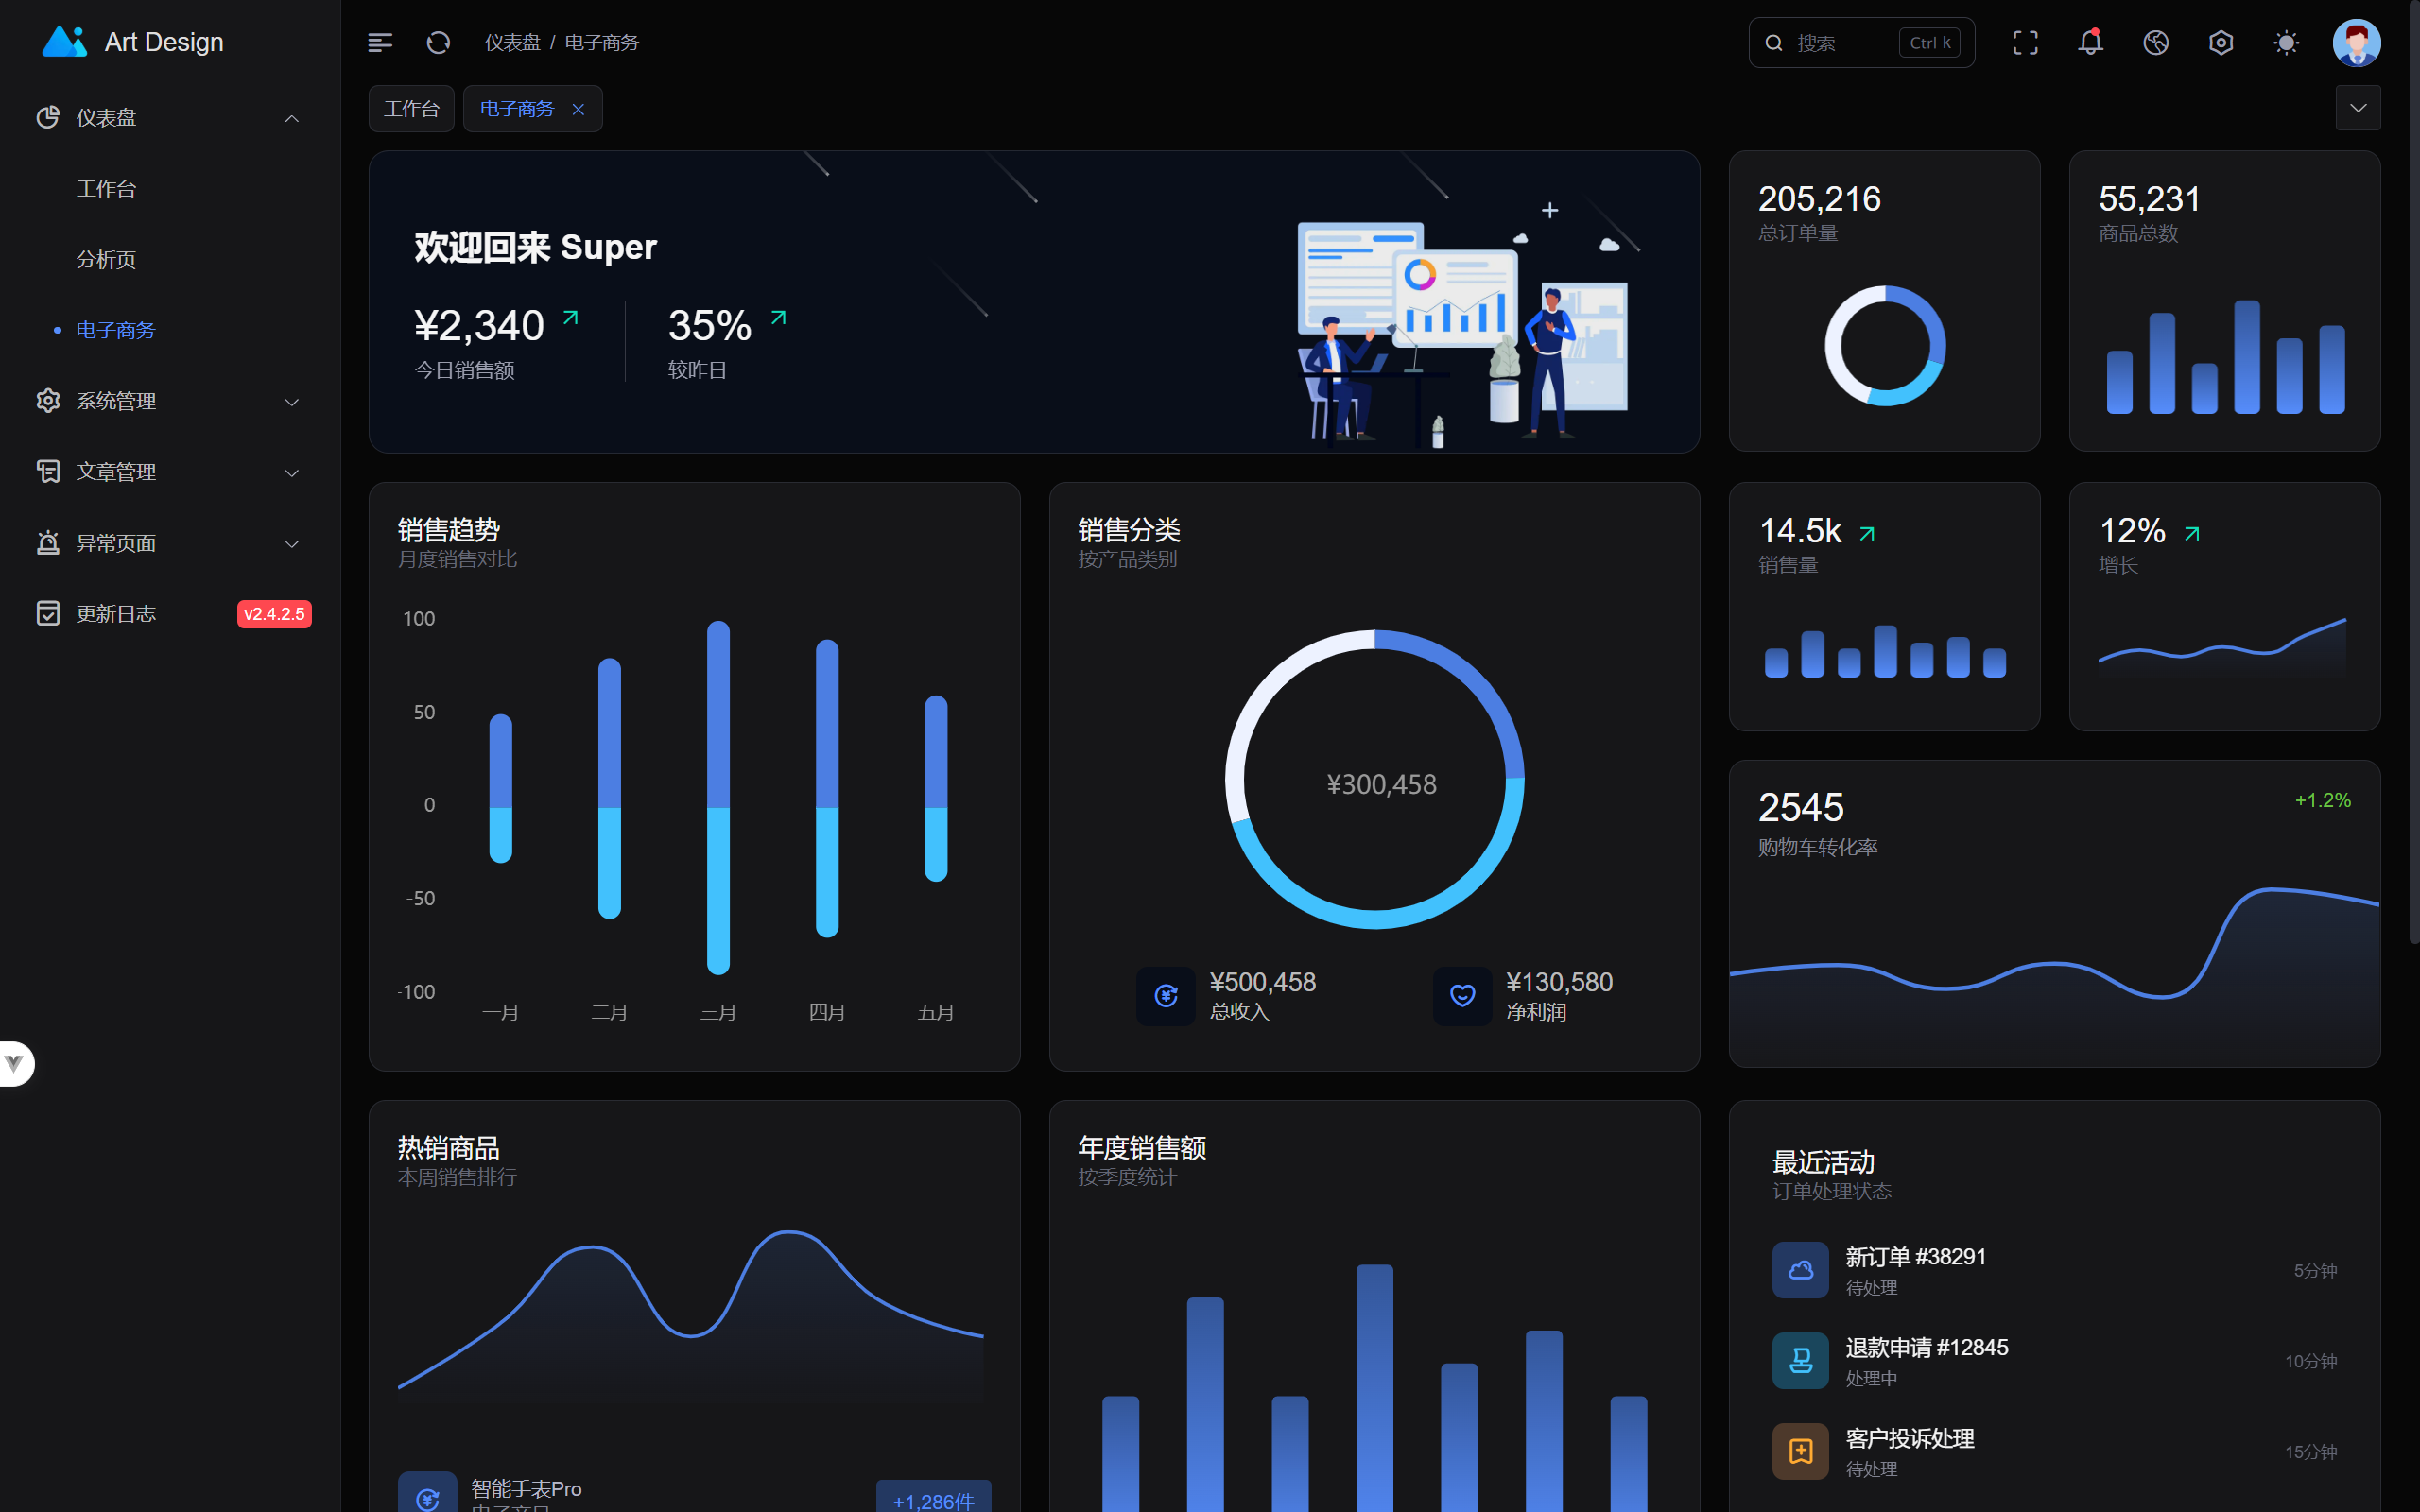 Art Design
仪表盘
工作台
分析页
电子商务
系统管理
文章管理
异常页面
更新日志
v2.4.2.5
仪表盘 / 电子商务
搜索
Ctrl k
工作台
电子商务
欢迎回来 Super
¥2,340
今日销售额
35%
较昨日
205,216
总订单量
55,231
商品总数
销售趋势
月度销售对比
100
50
0
-50
-100
一月
二月
三月
四月
五月
销售分类
按产品类别
¥300,458
¥500,458
总收入
¥130,580
净利润
14.5k
销售量
12%
增长
2545
+1.2%
购物车转化率
热销商品
本周销售排行
智能手表Pro
电子产品
+1,286件
年度销售额
按季度统计
最近活动
订单处理状态
新订单 #38291
待处理
5分钟
退款申请 #12845
处理中
10分钟
客户投诉处理
待处理
15分钟